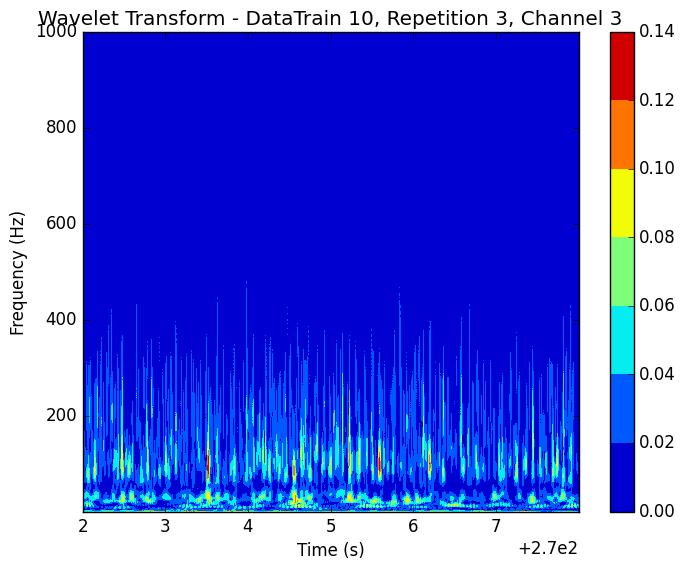 Wavelet Transform - DataTrain 10, Repetition 3, Channel 3
1000
800
600
400
200
Frequency (Hz)
2 3 4 5 6 7
Time (s)
+2.7e2
0.14
0.12
0.10
0.08
0.06
0.04
0.02
0.00